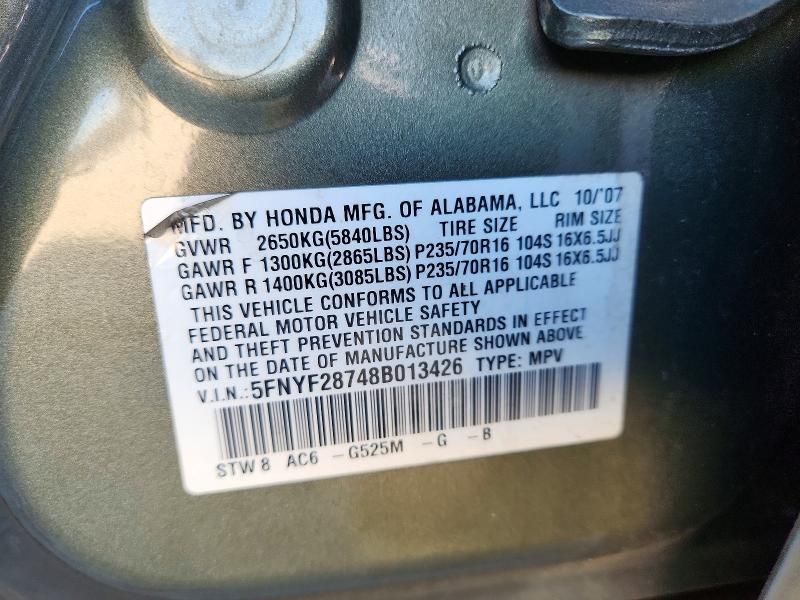 MFD. BY HONDA MFG. OF ALABAMA, LLC 10/'07
GVWR 2650KG(5840LBS) TIRE SIZE RIM SIZE
GAWR F 1300KG(2865LBS) P235/70R16 104S 16X6.5JJ
GAWR R 1400KG(3085LBS) P235/70R16 104S 16X6.5JJ
THIS VEHICLE CONFORMS TO ALL APPLICABLE
FEDERAL MOTOR VEHICLE SAFETY
AND THEFT PREVENTION STANDARDS IN EFFECT
ON THE DATE OF MANUFACTURE SHOWN ABOVE
V.I.N.:5FNYF28748B013426 TYPE: MPV
STW 8 AC6 -G525M -G -B